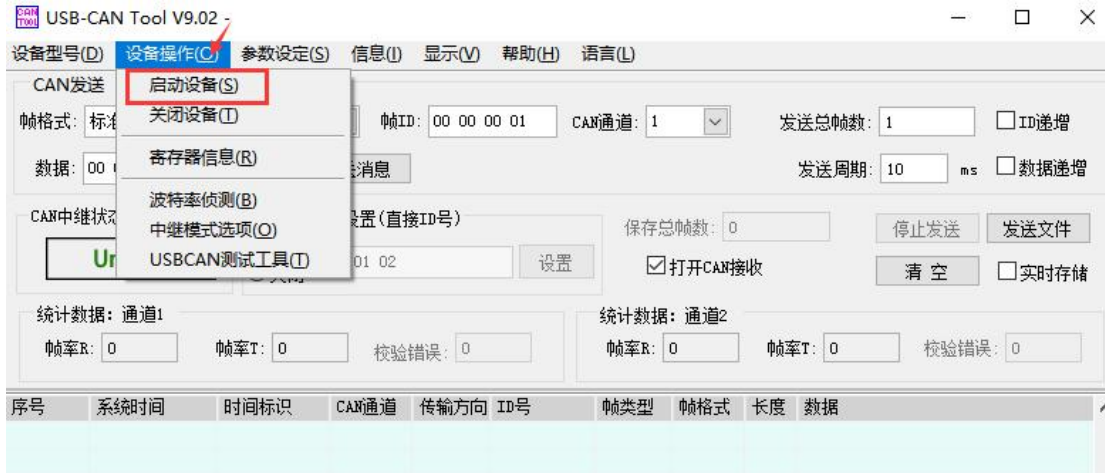 CAN TOOL USB-CAN Tool V9.02 -
设备型号(D) 设备操作(C) 参数设定(S) 信息(I) 显示(V) 帮助(H) 语言(L)
CAN发送
启动设备(S)
关闭设备(T)
寄存器信息(R)
波特率侦测(B)
中继模式选项(O)
USBCAN测试工具(T)
帧格式: 帧ID: 00 00 00 01 CAN通道: 1 发送总帧数: 1 ID递增
数据: 00 消息 发送周期: 10 ms 数据递增
CAN中继状态 设置(直接ID号) 保存总帧数: 0 停止发送 发送文件
01 02 设置 打开CAN接收 清空 实时存储
统计数据: 通道1 统计数据: 通道2
帧率R: 0 帧率T: 0 校验错误: 0 帧率R: 0 帧率T: 0 校验错误: 0
序号 系统时间 时间标识 CAN通道 传输方向 ID号 帧类型 帧格式 长度 数据